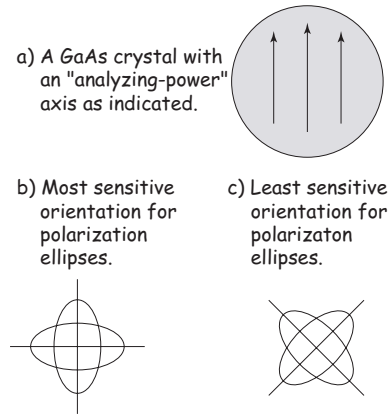 a) A GaAs crystal with
an "analyzing-power"
axis as indicated.
b) Most sensitive
orientation for
polarization
ellipses.
c) Least sensitive
orientation for
polarizaton
ellipses.